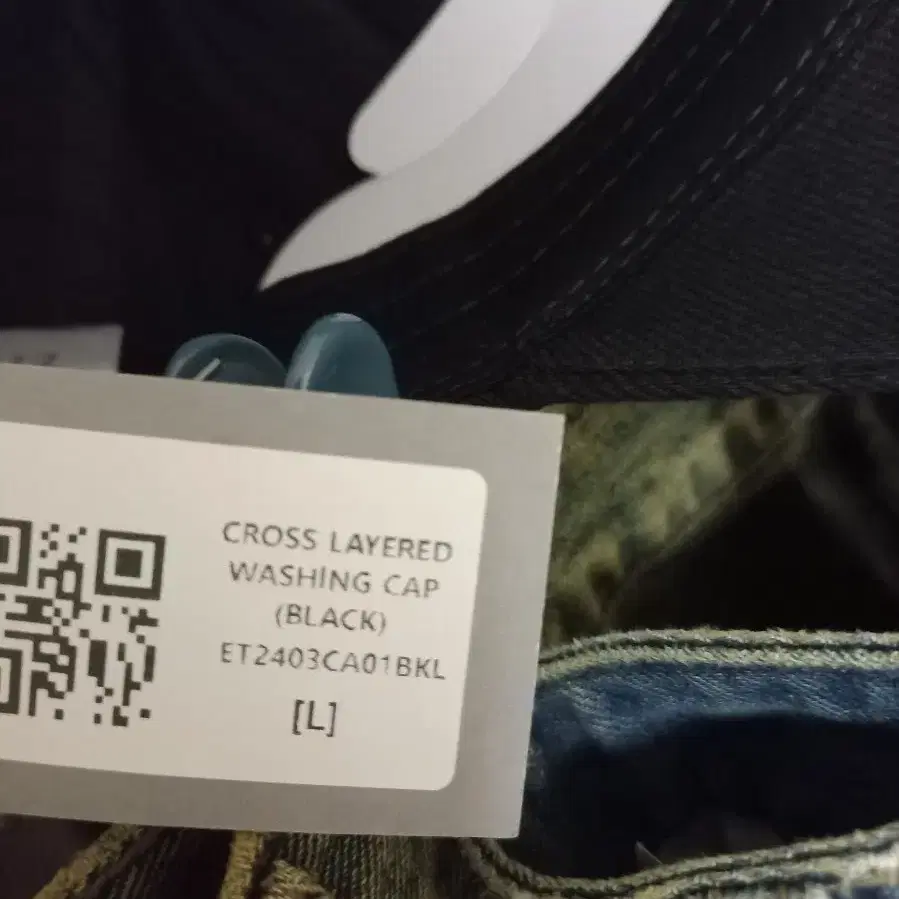 CROSS LAYERED
WASHING CAP
(BLACK)
ET2403CA01BKL
[L]